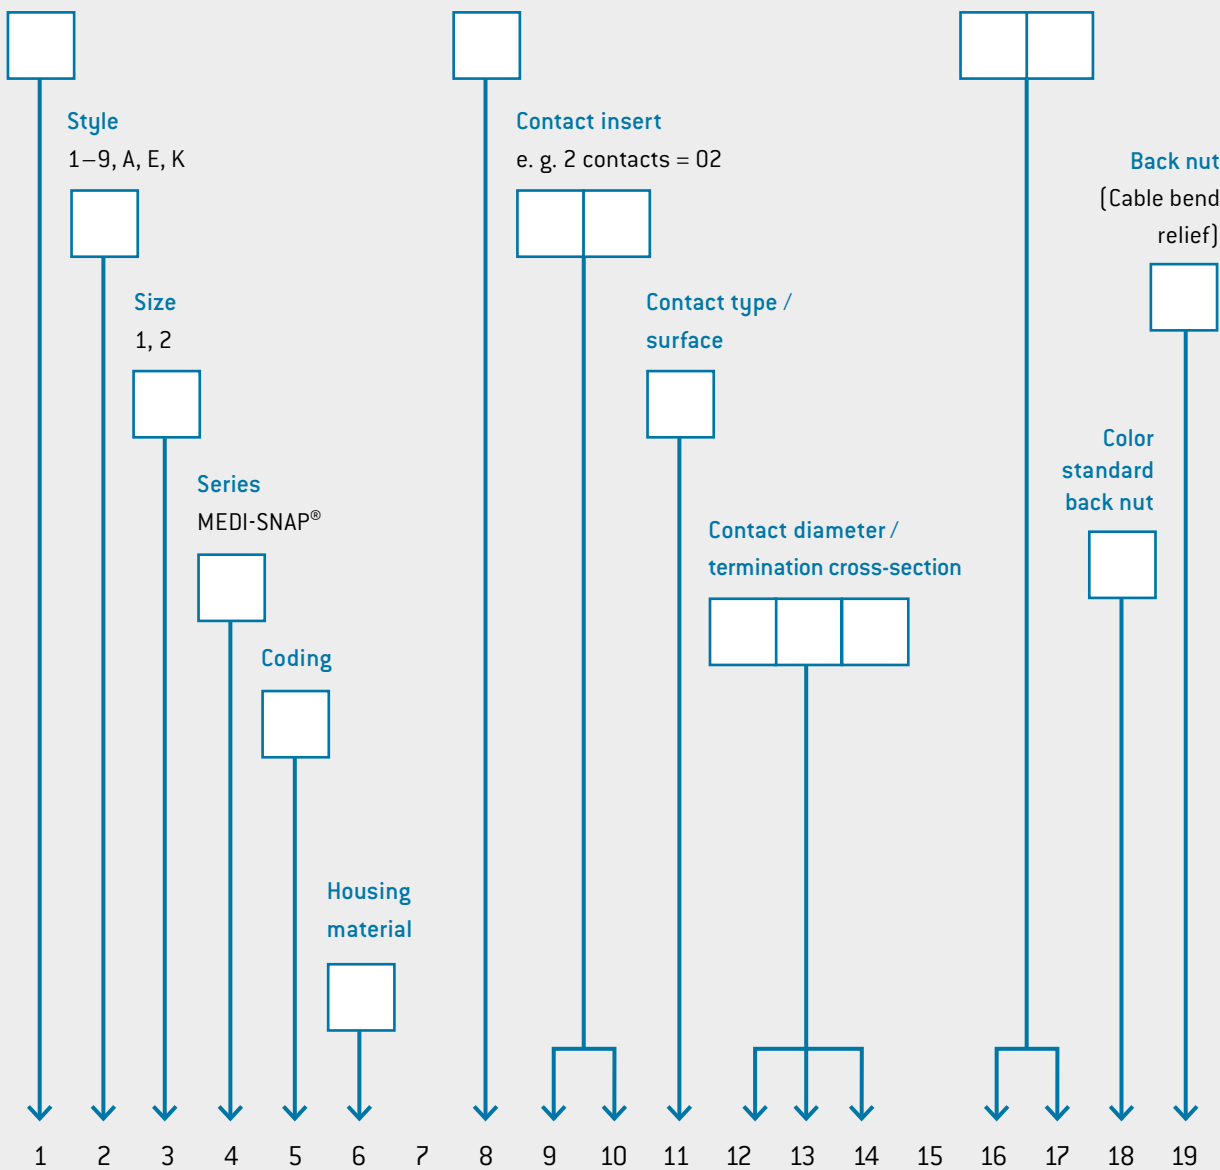 Style
1–9, A, E, K
Size
1, 2
Series
MEDI-SNAP®
Coding
Housing
material
Contact insert
e. g. 2 contacts = 02
Contact type /
surface
Contact diameter /
termination cross-section
Back nut
(Cable bend
relief)
Color
standard
back nut
1 2 3 4 5 6 7 8 9 10 11 12 13 14 15 16 17 18 19